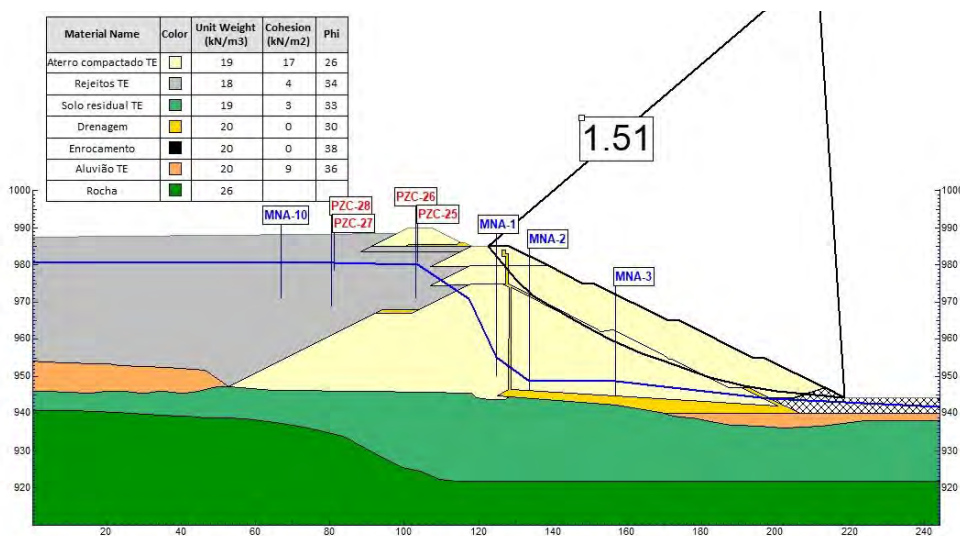 Material Name Color Unit Weight (kN/m3) Cohesion (kN/m2) Phi
Aterro compactado TE 19 17 26
Rejeitos TE 18 4 34
Solo residual TE 19 3 33
Drenagem 20 0 30
Enrocamento 20 0 38
Aluvião TE 20 9 36
Rocha 26
1.51
1000 1000
PZC-28 PZC-26
MNA-10 PZC-27 PZC-25 MNA-1
MNA-2
MNA-3
990 990
980 980
970 970
960 960
950 950
940 940
930 930
920 920
20 40 60 80 100 120 140 160 180 200 220 240